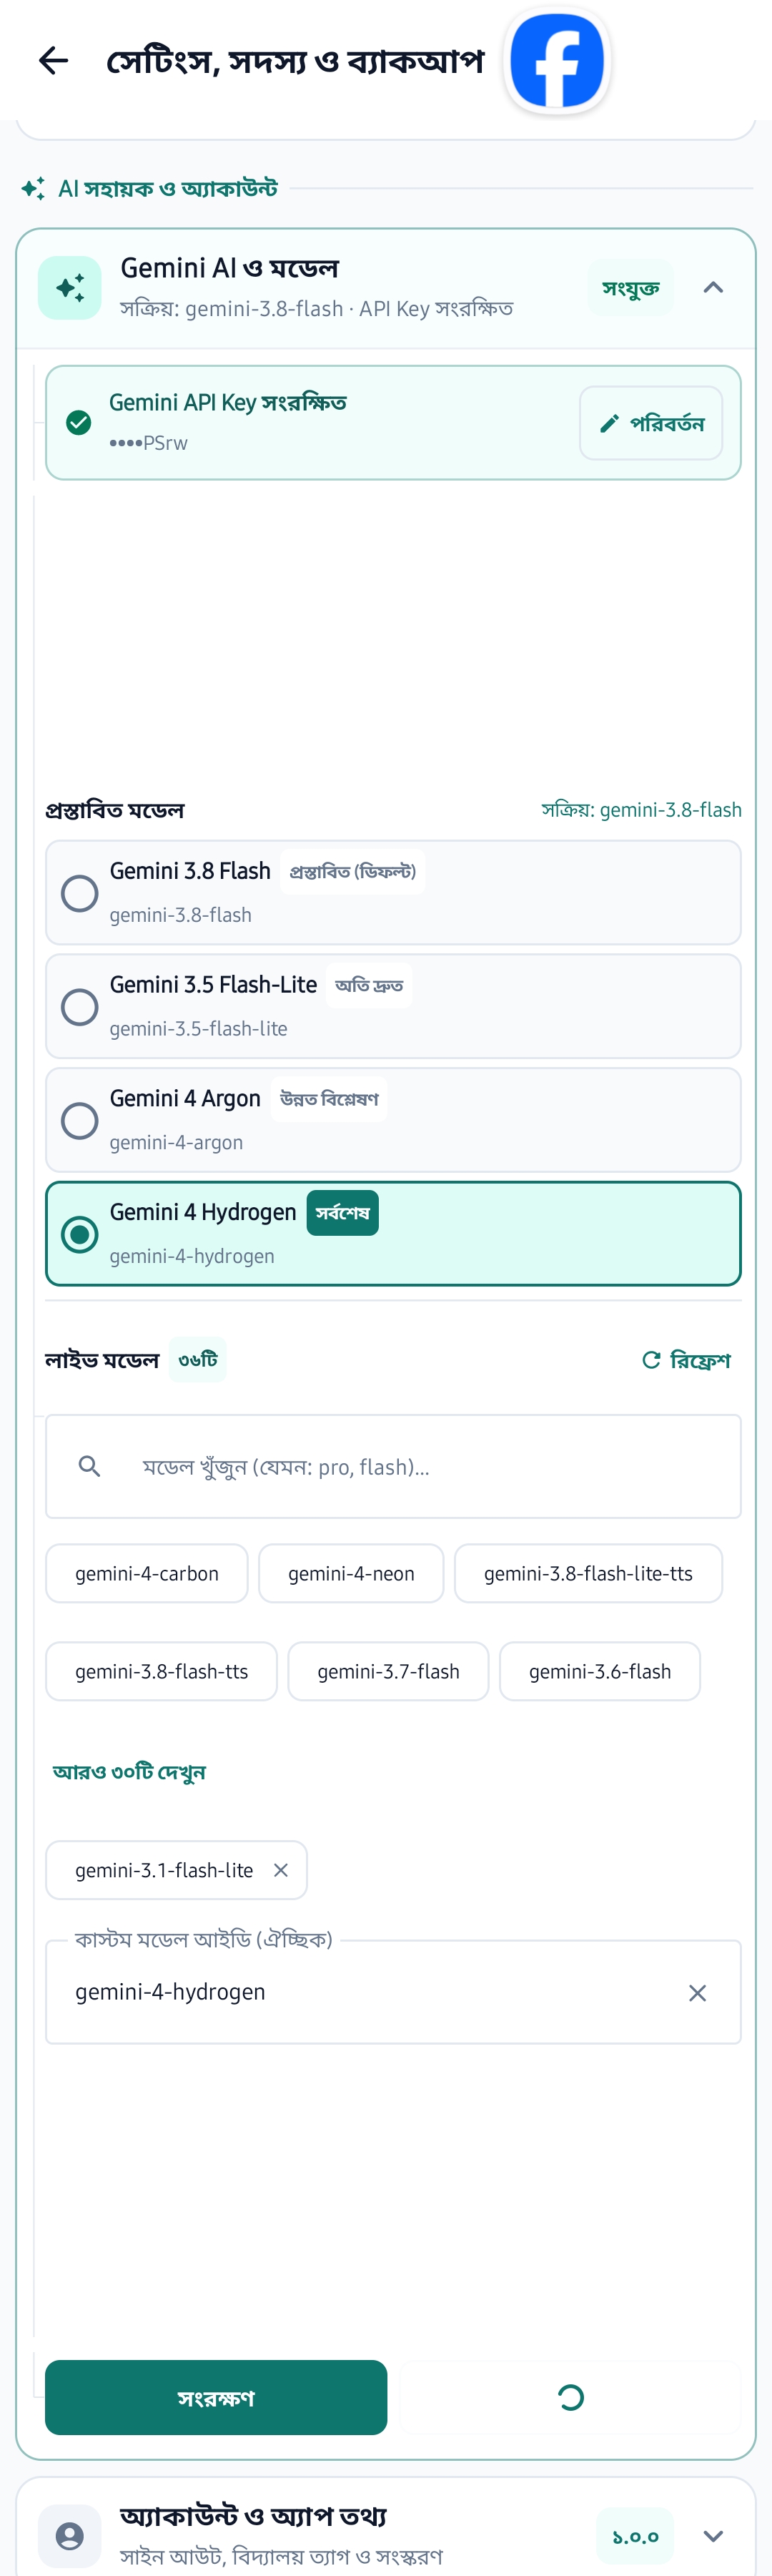 সেটিংস, সদস্য ও ব্যাকআপ
AI সহায়ক ও অ্যাকাউন্ট
Gemini AI ও মডেল
সক্রিয়: gemini-3.8-flash · API Key সংরক্ষিত
সংযুক্ত
Gemini API Key সংরক্ষিত
••••PSrw
পরিবর্তন
প্রস্তাবিত মডেল
সক্রিয়: gemini-3.8-flash
Gemini 3.8 Flash প্রস্তাবিত (ডিফল্ট)
gemini-3.8-flash
Gemini 3.5 Flash-Lite অতি দ্রুত
gemini-3.5-flash-lite
Gemini 4 Argon উন্নত বিশ্লেষণ
gemini-4-argon
Gemini 4 Hydrogen সর্বশেষ
gemini-4-hydrogen
লাইভ মডেল ৩৬টি
রিফ্রেশ
মডেল খুঁজুন (যেমন: pro, flash)...
gemini-4-carbon gemini-4-neon gemini-3.8-flash-lite-tts
gemini-3.8-flash-tts gemini-3.7-flash gemini-3.6-flash
আরও ৩০টি দেখুন
gemini-3.1-flash-lite
কাস্টম মডেল আইডি (ঐচ্ছিক)
gemini-4-hydrogen
সংরক্ষণ
অ্যাকাউন্ট ও অ্যাপ তথ্য
সাইন আউট, বিদ্যালয় ত্যাগ ও সংস্করণ
১.০.০